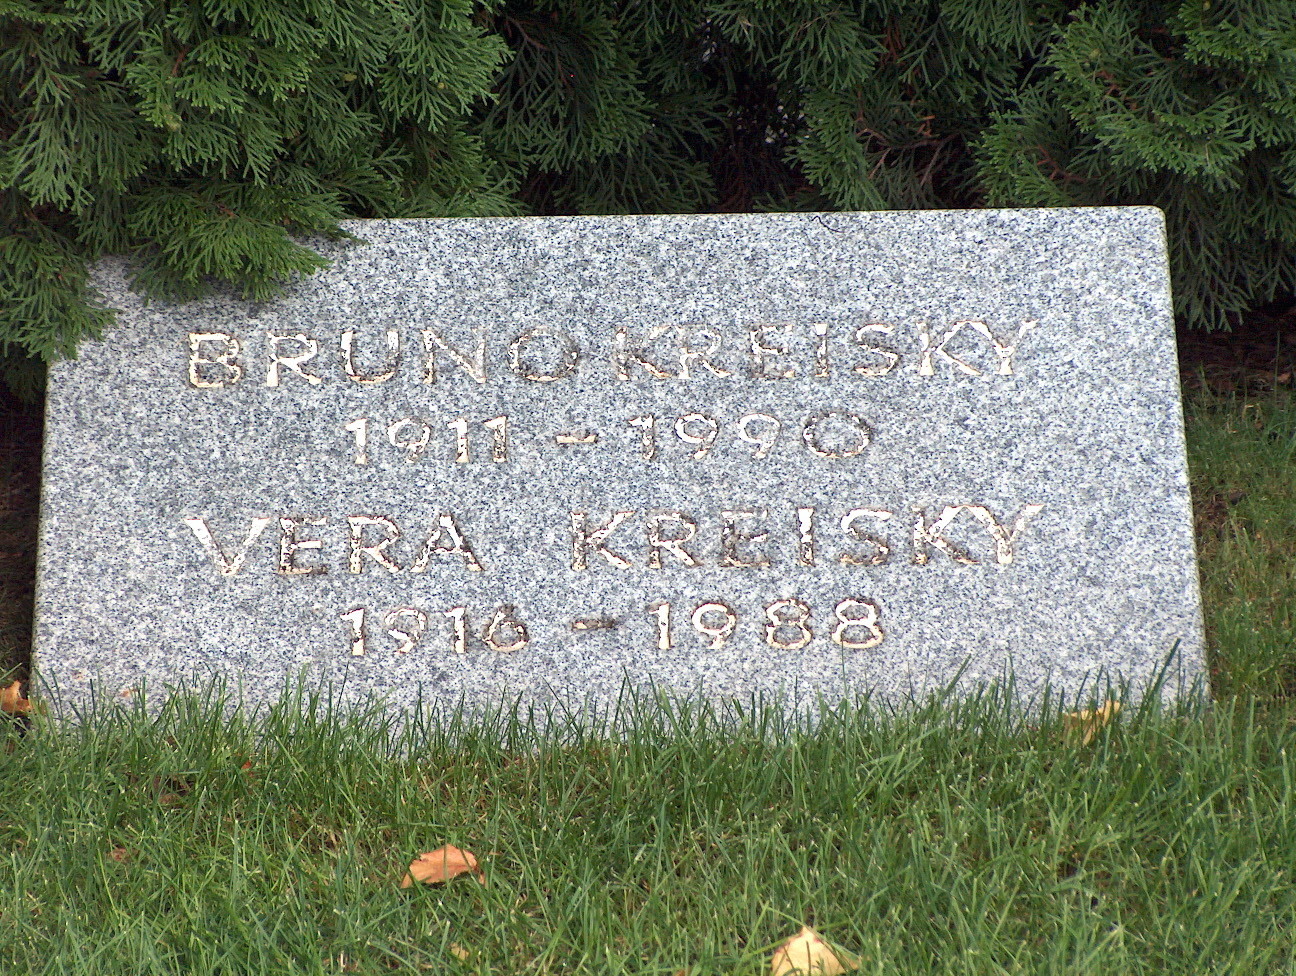 BRUNO KREISKY
1911 - 1990
VERA KREISKY
1916 - 1988